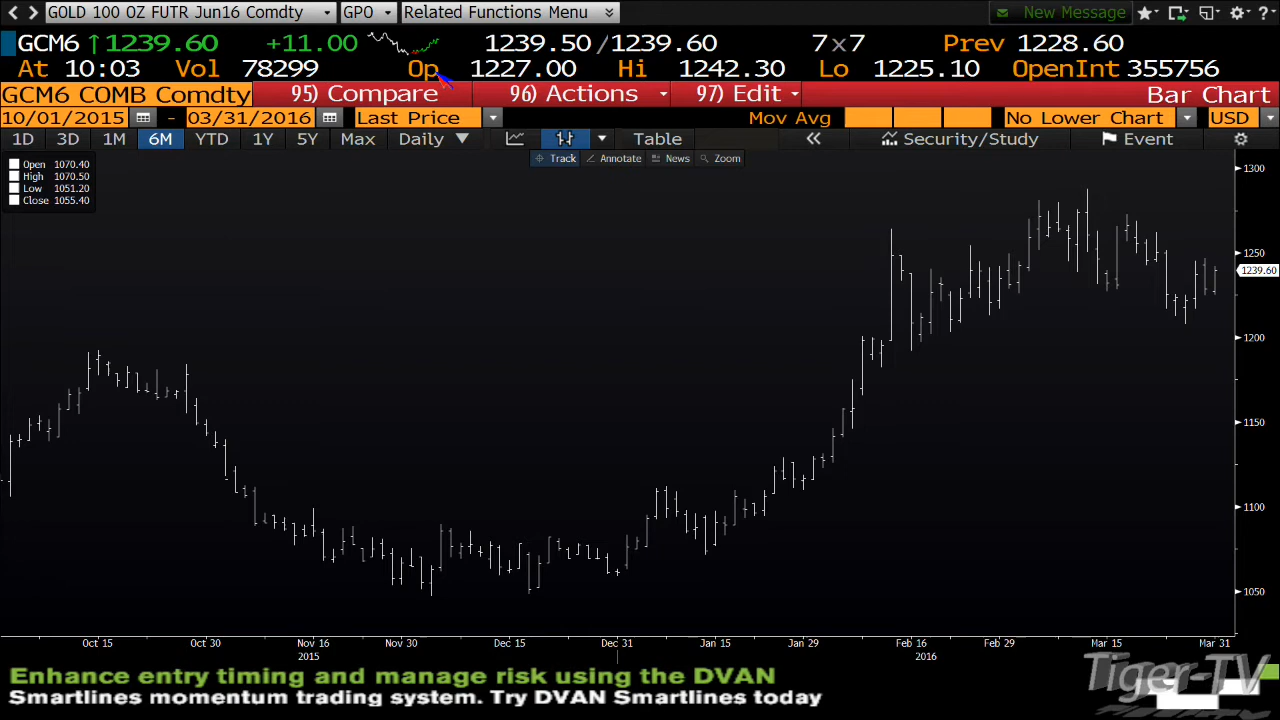 GOLD 100 OZ FUTR Jun16 Comdty GPO Related Functions Menu New Message
GCM6 ↑1239.60 +11.00 1239.50/1239.60 7x7 Prev 1228.60
At 10:03 Vol 78299 Op 1227.00 Hi 1242.30 Lo 1225.10 OpenInt 355756
GCM6 COMB Comdty 95) Compare 96) Actions 97) Edit Bar Chart
10/01/2015 - 03/31/2016 Last Price Mov Avg No Lower Chart USD
1D 3D 1M 6M YTD 1Y 5Y Max Daily Table « Security/Study Event
Track Annotate News Zoom
Open 1070.40
High 1070.50
Low 1051.20
Close 1055.40
1300
1250
1239.60
1200
1150
1100
1050
Oct 15 Oct 30 Nov 16 Nov 30 Dec 15 Dec 31 Jan 15 Jan 29 Feb 16 Feb 29 Mar 15 Mar 31
2015 2016
Enhance entry timing and manage risk using the DVAN
Smartlines momentum trading system. Try DVAN Smartlines today
Tiger-TV